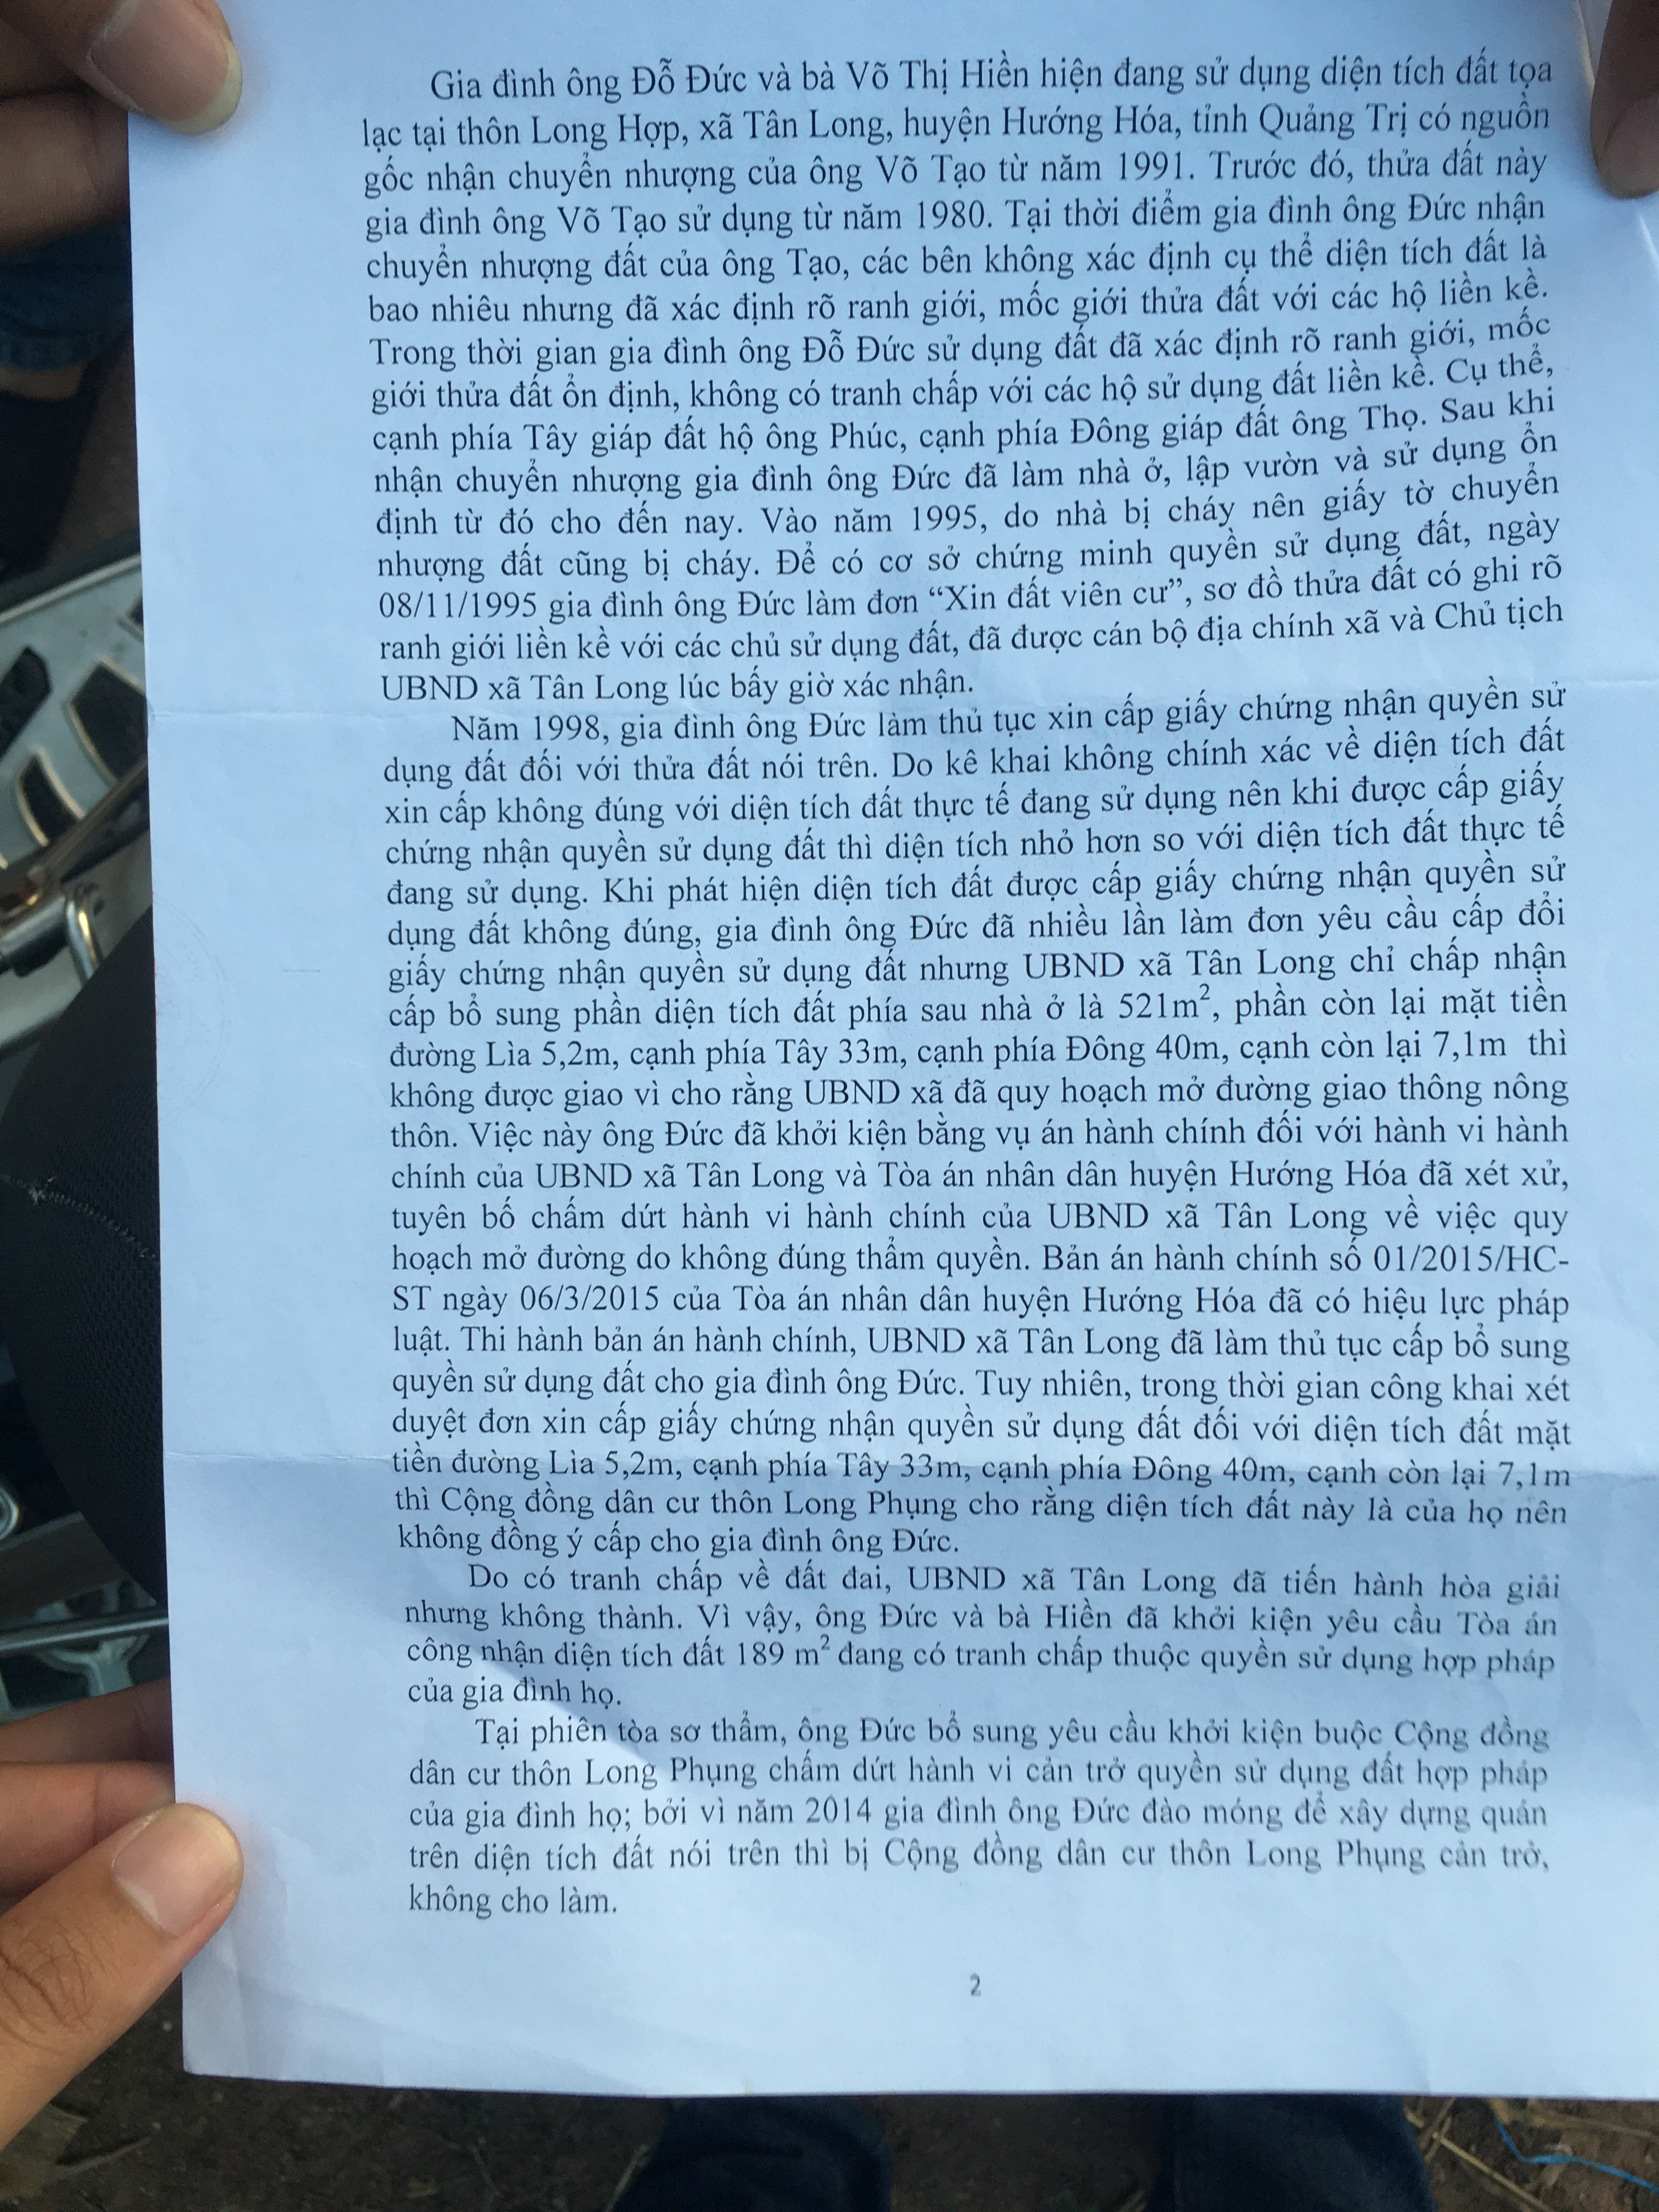 Gia đình ông Đỗ Đức và bà Võ Thị Hiền hiện đang sử dụng diện tích đất tọa
lạc tại thôn Long Hợp, xã Tân Long, huyện Hướng Hóa, tỉnh Quảng Trị có nguồn
gốc nhận chuyển nhượng của ông Võ Tạo từ năm 1991. Trước đó, thửa đất này
gia đình ông Võ Tạo sử dụng từ năm 1980. Tại thời điểm gia đình ông Đức nhận
chuyển nhượng đất của ông Tạo, các bên không xác định cụ thể diện tích đất là
bao nhiêu nhưng đã xác định rõ ranh giới, mốc giới thửa đất với các hộ liền kề.
Trong thời gian gia đình ông Đỗ Đức sử dụng đất đã xác định rõ ranh giới, mốc
giới thửa đất ổn định, không có tranh chấp với các hộ sử dụng đất liền kề. Cụ thể,
cạnh phía Tây giáp đất hộ ông Phúc, cạnh phía Đông giáp đất ông Thọ. Sau khi
nhận chuyển nhượng gia đình ông Đức đã làm nhà ở, lập vườn và sử dụng ổn
định từ đó cho đến nay. Vào năm 1995, do nhà bị cháy nên giấy tờ chuyển
nhượng đất cũng bị cháy. Để có cơ sở chứng minh quyền sử dụng đất, ngày
08/11/1995 gia đình ông Đức làm đơn “Xin đất viên cư”, sơ đồ thửa đất có ghi rõ
ranh giới liền kề với các chủ sử dụng đất, đã được cán bộ địa chính xã và Chủ tịch
UBND xã Tân Long lúc bấy giờ xác nhận.
Năm 1998, gia đình ông Đức làm thủ tục xin cấp giấy chứng nhận quyền sử
dụng đất đối với thửa đất nói trên. Do kê khai không chính xác về diện tích đất
xin cấp không đúng với diện tích đất thực tế đang sử dụng nên khi được cấp giấy
chứng nhận quyền sử dụng đất thì diện tích nhỏ hơn so với diện tích đất thực tế
đang sử dụng. Khi phát hiện diện tích đất được cấp giấy chứng nhận quyền sử
dụng đất không đúng, gia đình ông Đức đã nhiều lần làm đơn yêu cầu cấp đổi
giấy chứng nhận quyền sử dụng đất nhưng UBND xã Tân Long chỉ chấp nhận
cấp bổ sung phần diện tích đất phía sau nhà ở là 521m², phần còn lại mặt tiền
đường Lìa 5,2m, cạnh phía Tây 33m, cạnh phía Đông 40m, cạnh còn lại 7,1m thì
không được giao vì cho rằng UBND xã đã quy hoạch mở đường giao thông nông
thôn. Việc này ông Đức đã khởi kiện bằng vụ án hành chính đối với hành vi hành
chính của UBND xã Tân Long và Tòa án nhân dân huyện Hướng Hóa đã xét xử,
tuyên bố chấm dứt hành vi hành chính của UBND xã Tân Long về việc quy
hoạch mở đường do không đúng thẩm quyền. Bản án hành chính số 01/2015/HC-
ST ngày 06/3/2015 của Tòa án nhân dân huyện Hướng Hóa đã có hiệu lực pháp
luật. Thi hành bản án hành chính, UBND xã Tân Long đã làm thủ tục cấp bổ sung
quyền sử dụng đất cho gia đình ông Đức. Tuy nhiên, trong thời gian công khai xét
duyệt đơn xin cấp giấy chứng nhận quyền sử dụng đất đối với diện tích đất mặt
tiền đường Lìa 5,2m, cạnh phía Tây 33m, cạnh phía Đông 40m, cạnh còn lại 7,1m
thì Cộng đồng dân cư thôn Long Phụng cho rằng diện tích đất này là của họ nên
không đồng ý cấp cho gia đình ông Đức.
Do có tranh chấp về đất đai, UBND xã Tân Long đã tiến hành hòa giải
nhưng không thành. Vì vậy, ông Đức và bà Hiền đã khởi kiện yêu cầu Tòa án
công nhận diện tích đất 189 m² đang có tranh chấp thuộc quyền sử dụng hợp pháp
của gia đình họ.
Tại phiên tòa sơ thẩm, ông Đức bổ sung yêu cầu khởi kiện buộc Cộng đồng
dân cư thôn Long Phụng chấm dứt hành vi cản trở quyền sử dụng đất hợp pháp
của gia đình họ; bởi vì năm 2014 gia đình ông Đức đào móng để xây dựng quán
trên diện tích đất nói trên thì bị Cộng đồng dân cư thôn Long Phụng cản trở,
không cho làm.
2